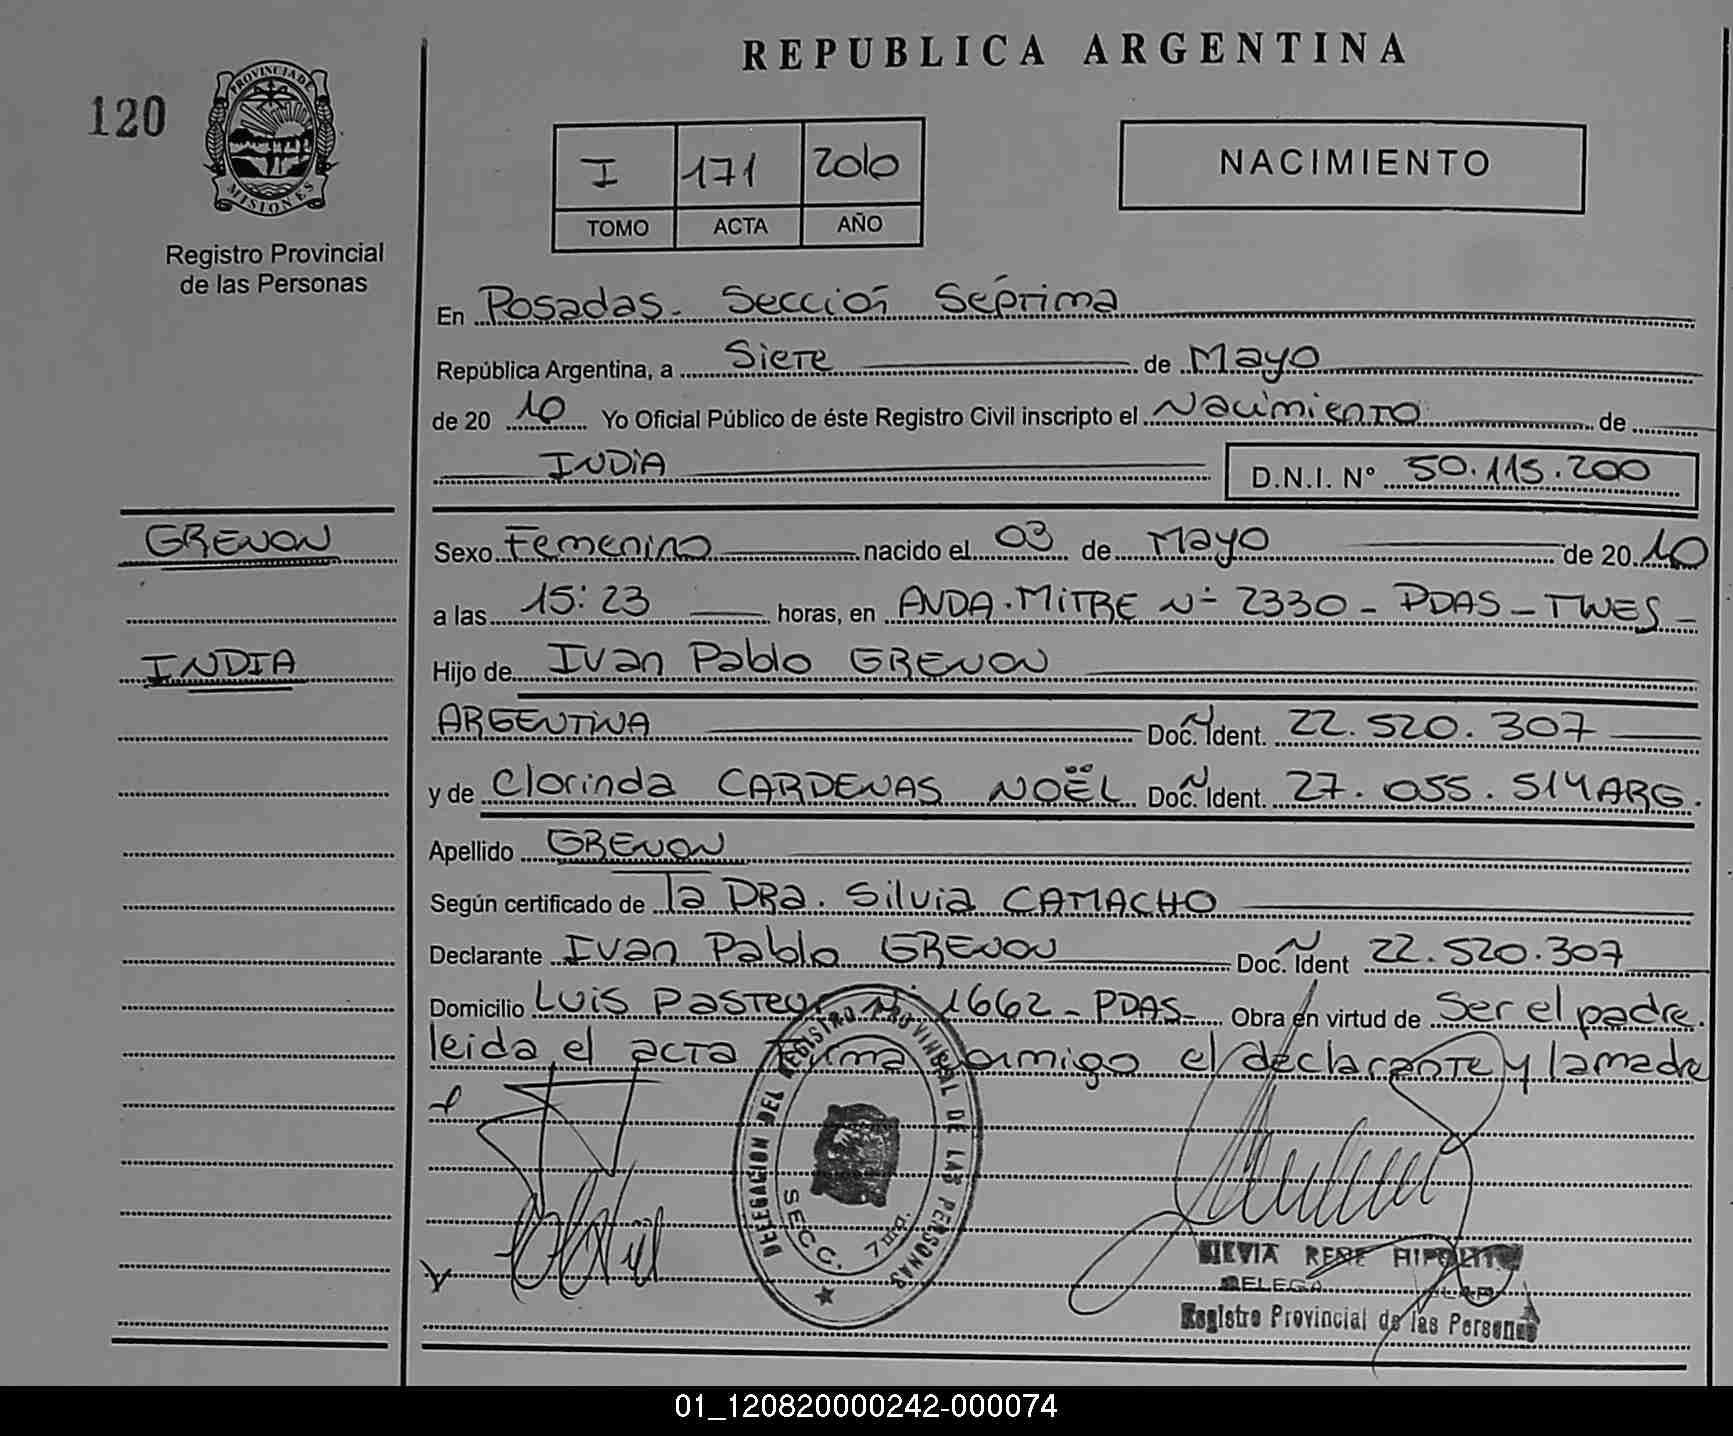 REPUBLICA ARGENTINA
120
PROVINCIA DE
MISIONES
Registro Provincial
de las Personas
I 171 2010
TOMO ACTA AÑO
NACIMIENTO
En Posadas - Sección Séptima
República Argentina, a Siete de Mayo
de 20 10 Yo Oficial Público de éste Registro Civil inscripto el Nacimiento de
INDiA D.N.I. N° 50.115.200
GRENON
Sexo Femenino nacido el 03 de Mayo de 20 10
a las 15:23 horas, en AVDA. MITRE N° 2330 - PDAS - TWES -
INDIA
Hijo de Ivan Pablo GRENON
ARGENTINA Doc. Ident. 22.520.307
y de Clorinda CARDENAS NOËL Doc. Ident. 27.055.514 ARG.
Apellido GRENON
Según certificado de la DRa. Silvia CAMACHO
Declarante Ivan Pablo GRENON Doc. Ident 22.520.307
Domicilio LUIS PASTEUR N° 1662 - PDAS - Obra en virtud de Ser el padre.
leida el acta Firma conmigo el declarante y la madre
DELEGACION DEL REGISTRO PROVINCIAL DE LAS PERSONAS
SECC. 7ma.
SILVIA RENE HIPOLITO
Registro Provincial de las Personas
01_120820000242-000074